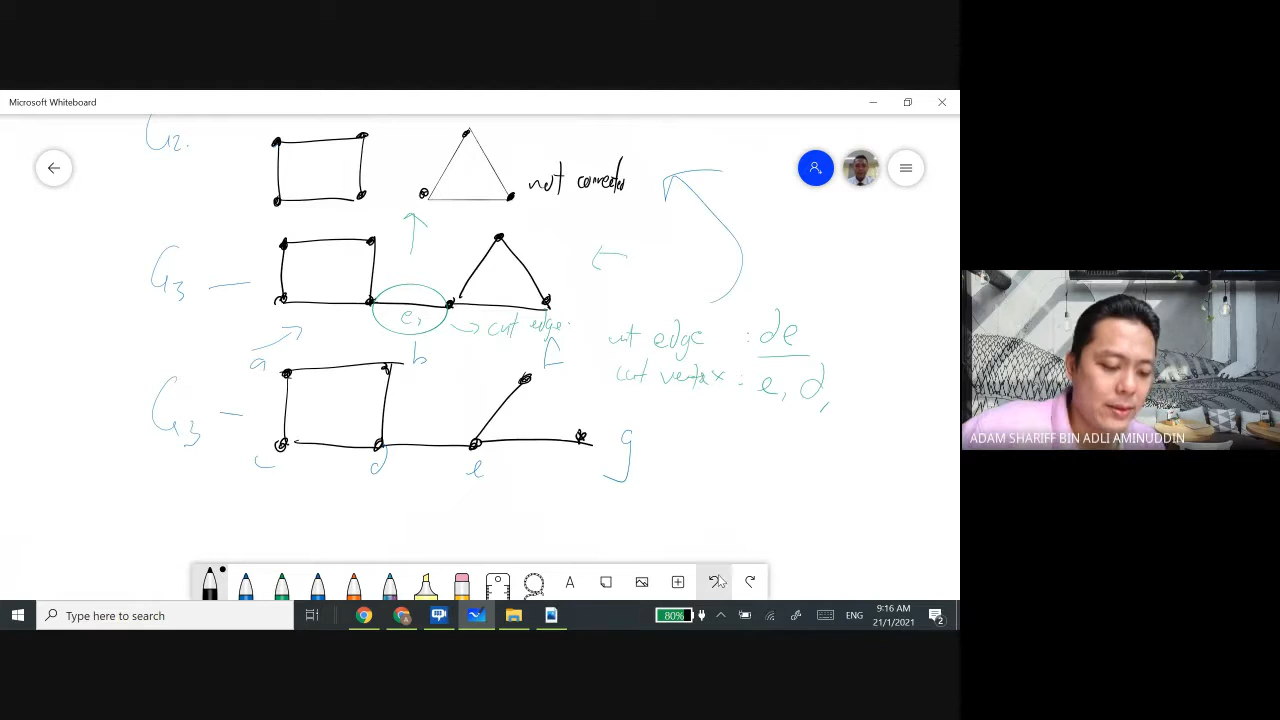 Microsoft Whiteboard
G2.
not connected
G3
e,
cut edge.
a
b
cut edge : de
cut vertex : e, d,
G3
c
d
e
g
A
ADAM SHARIFF BIN ADLI AMINUDDIN
Type here to search
80%
ENG
9:16 AM
21/1/2021
2